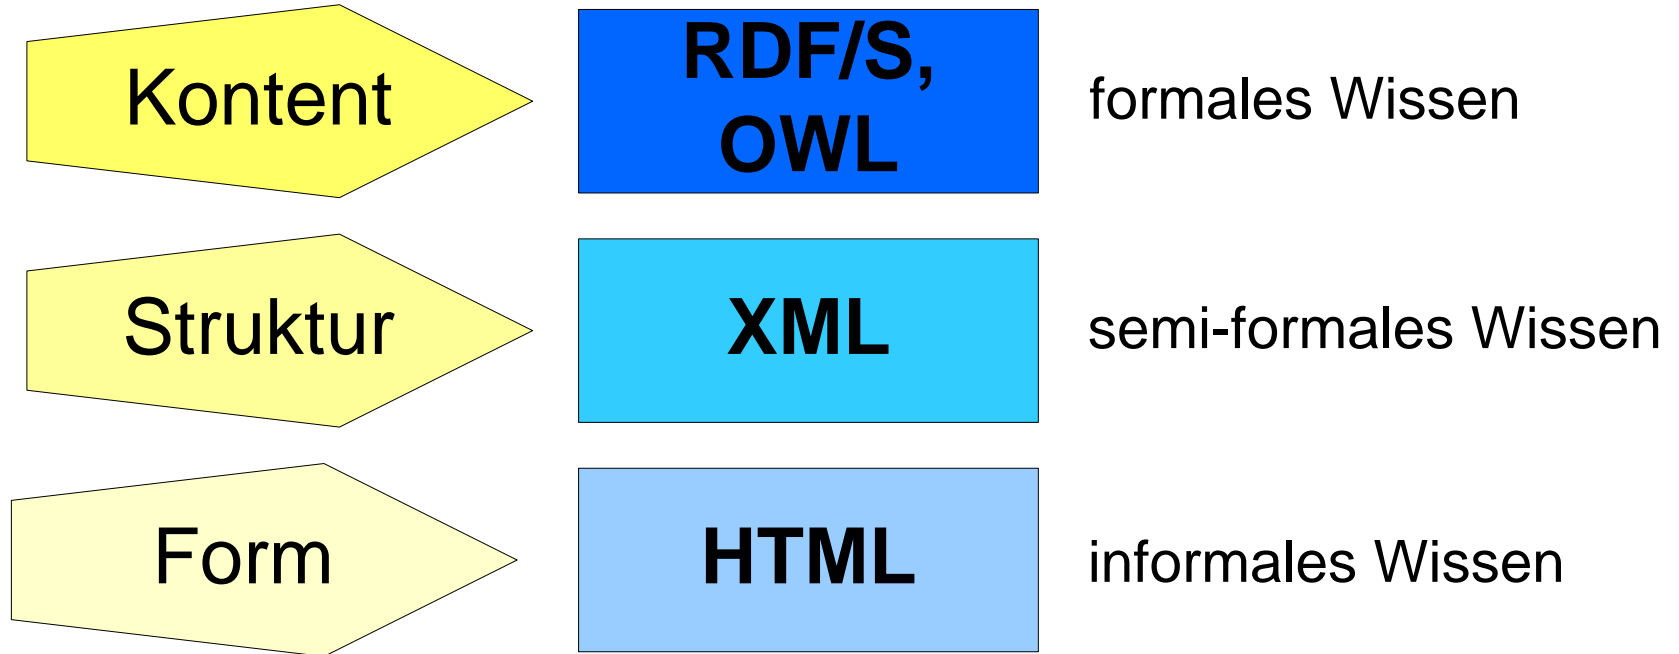 Kontent
RDF/S,
OWL
formales Wissen
Struktur
XML
semi-formales Wissen
Form
HTML
informales Wissen